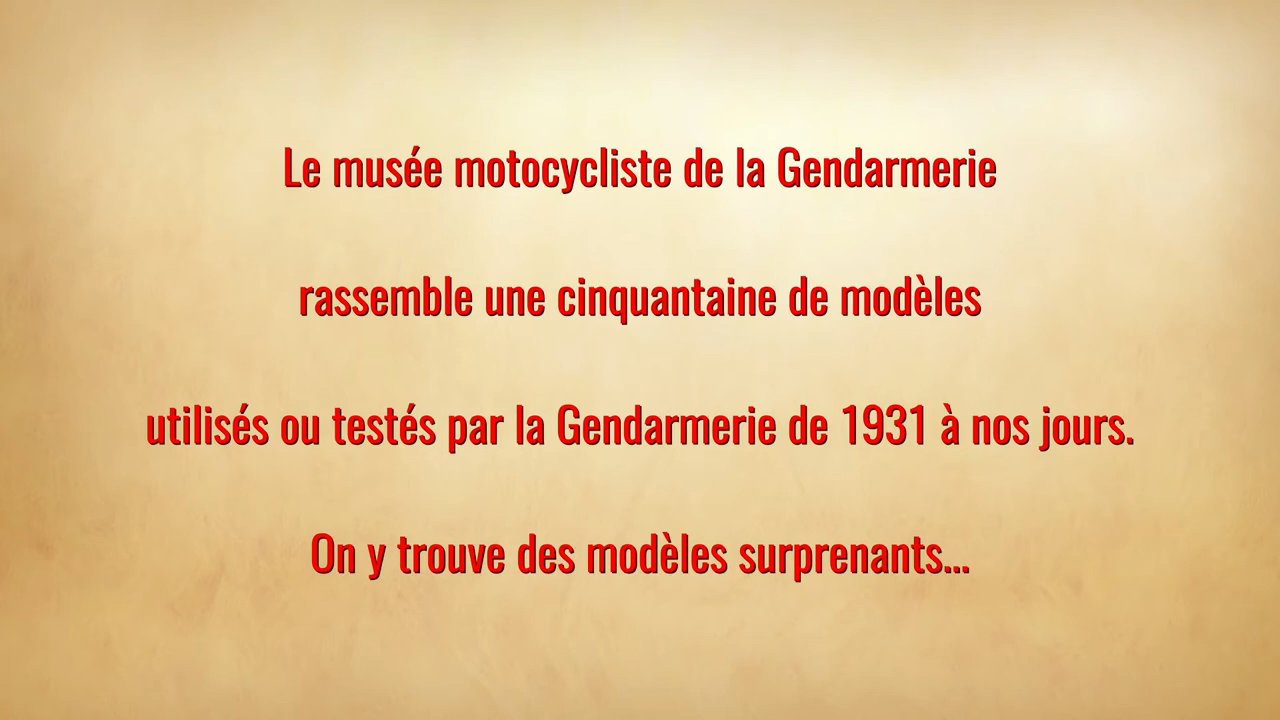 Le musée motocycliste de la Gendarmerie
rassemble une cinquantaine de modèles
utilisés ou testés par la Gendarmerie de 1931 à nos jours.
On y trouve des modèles surprenants...